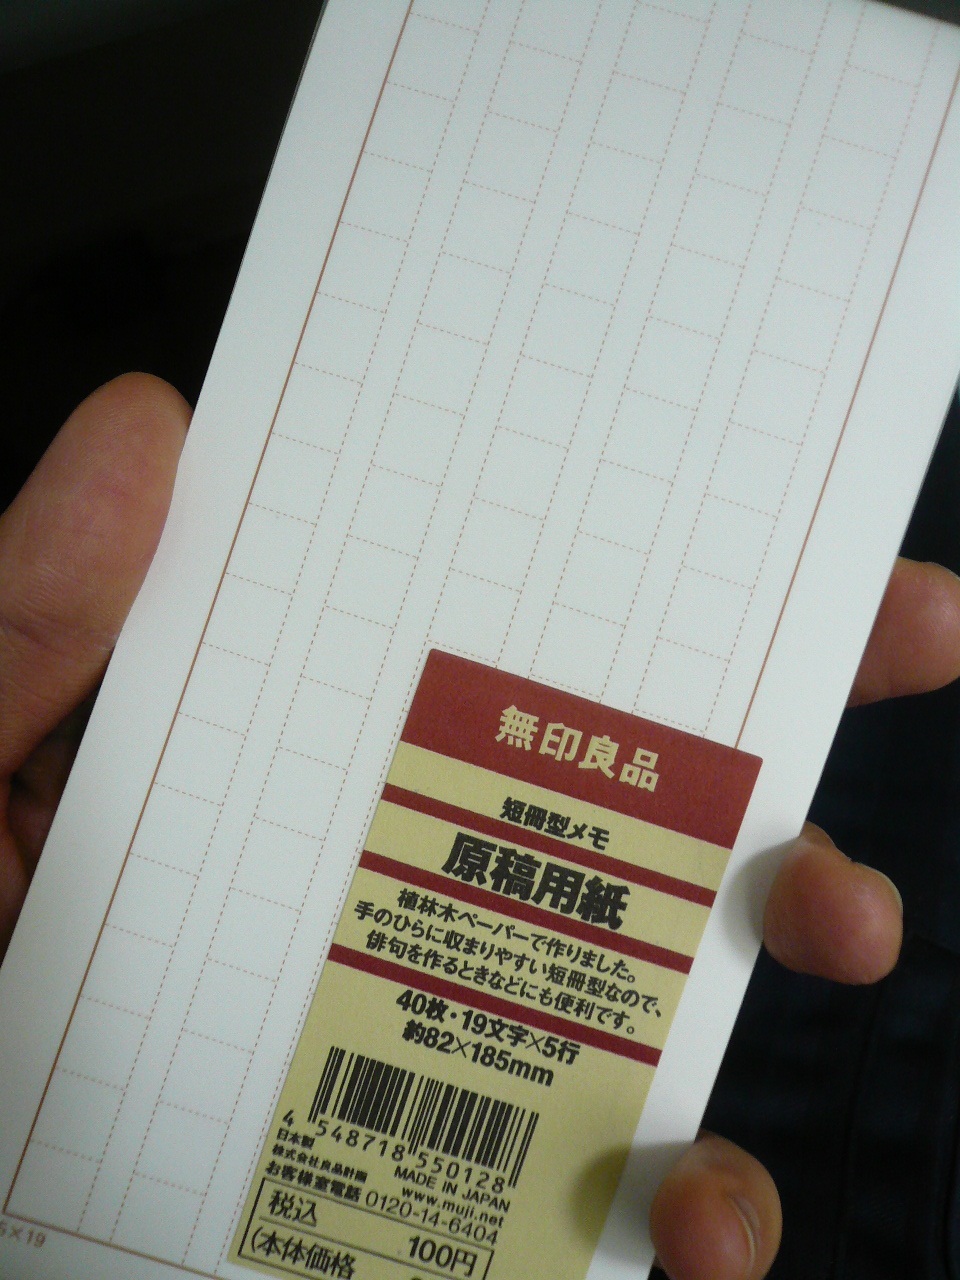 無印良品
短冊型メモ
原稿用紙
植林木ペーパーで作りました。
手のひらに収まりやすい短冊型なので、
俳句を作るときなどにも便利です。
40枚・19文字×5行
約82×185mm
4 548718 550128
日本製
MADE IN JAPAN
株式会社良品計画
www.muji.net
お客様室電話 0120-14-6404
税込 100円
(本体価格
5×19